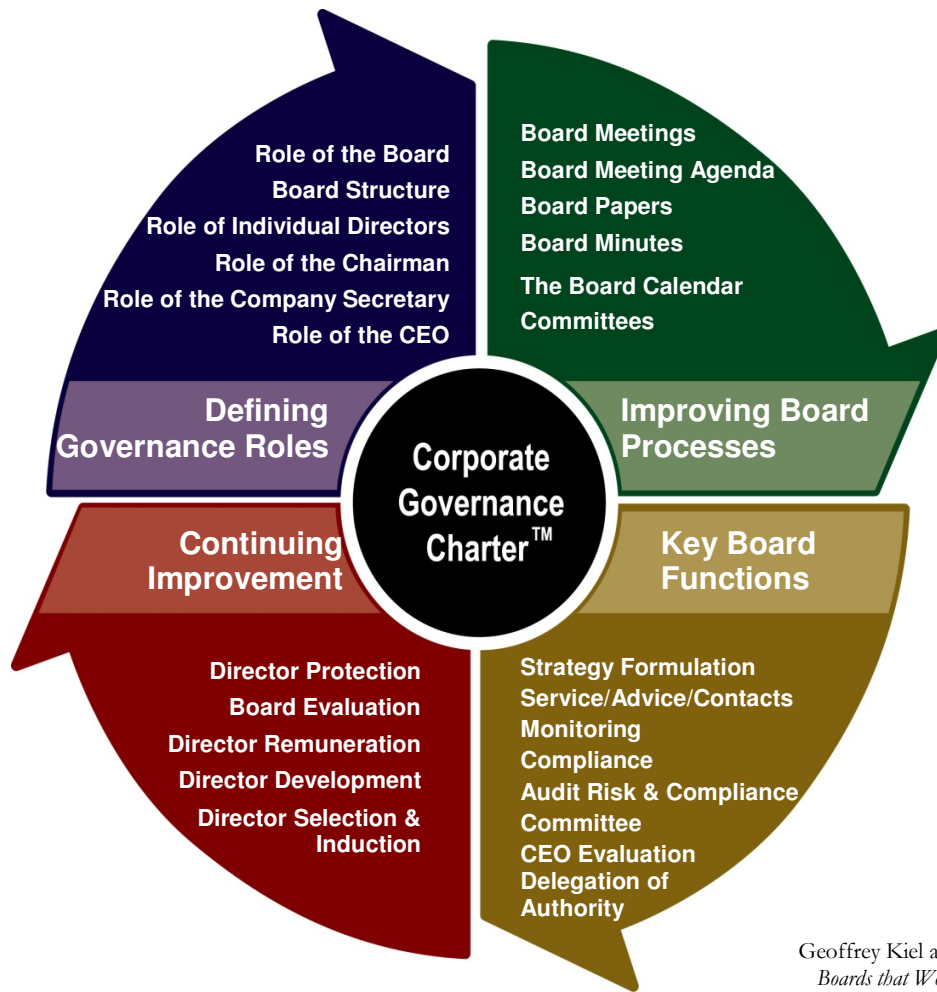 Role of the Board
Board Structure
Role of Individual Directors
Role of the Chairman
Role of the Company Secretary
Role of the CEO
Defining
Governance Roles
Board Meetings
Board Meeting Agenda
Board Papers
Board Minutes
The Board Calendar
Committees
Improving Board
Processes
Corporate
Governance
Charter™
Continuing
Improvement
Director Protection
Board Evaluation
Director Remuneration
Director Development
Director Selection &
Induction
Key Board
Functions
Strategy Formulation
Service/Advice/Contacts
Monitoring
Compliance
Audit Risk & Compliance
Committee
CEO Evaluation
Delegation of
Authority
Geoffrey Kiel
Boards that